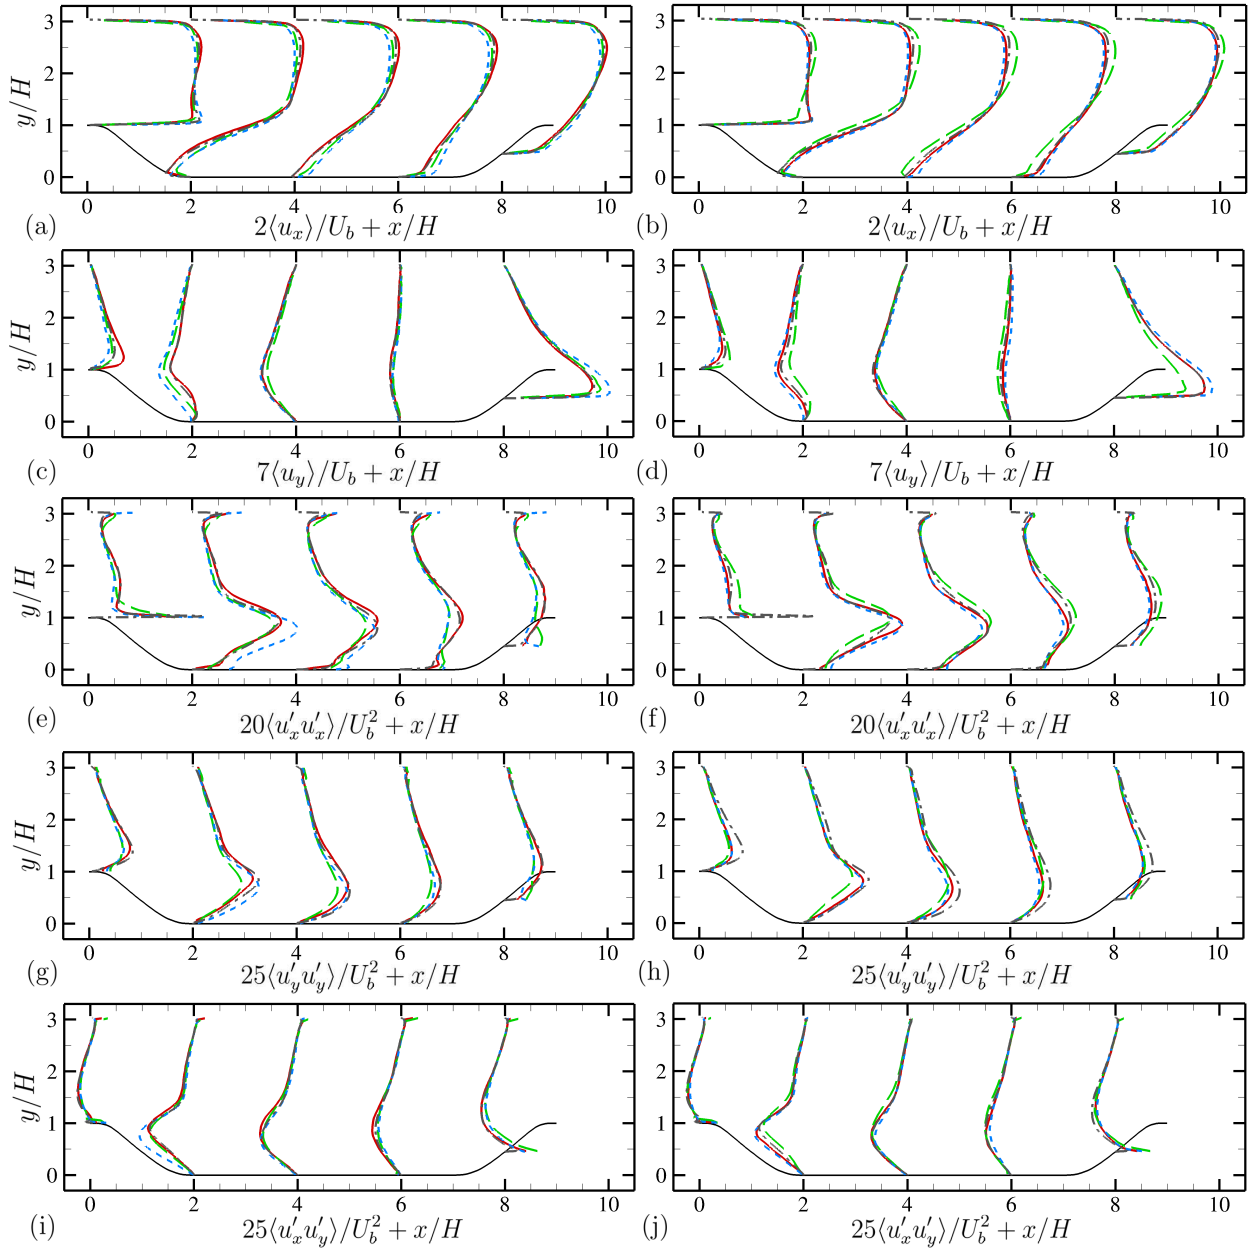 3 3
2 2
y/H
1 1
0 0
0 2 4 6 8 10 0 2 4 6 8 10
(a) 2⟨u_x⟩/U_b + x/H (b) 2⟨u_x⟩/U_b + x/H
3 3
2 2
y/H
1 1
0 0
0 2 4 6 8 10 0 2 4 6 8 10
(c) 7⟨u_y⟩/U_b + x/H (d) 7⟨u_y⟩/U_b + x/H
3 3
2 2
y/H
1 1
0 0
0 2 4 6 8 10 0 2 4 6 8 10
(e) 20⟨u′_x u′_x⟩/U_b^2 + x/H (f) 20⟨u′_x u′_x⟩/U_b^2 + x/H
3 3
2 2
y/H
1 1
0 0
0 2 4 6 8 10 0 2 4 6 8 10
(g) 25⟨u′_y u′_y⟩/U_b^2 + x/H (h) 25⟨u′_y u′_y⟩/U_b^2 + x/H
3 3
2 2
y/H
1 1
0 0
0 2 4 6 8 10 0 2 4 6 8 10
(i) 25⟨u′_x u′_y⟩/U_b^2 + x/H (j) 25⟨u′_x u′_y⟩/U_b^2 + x/H